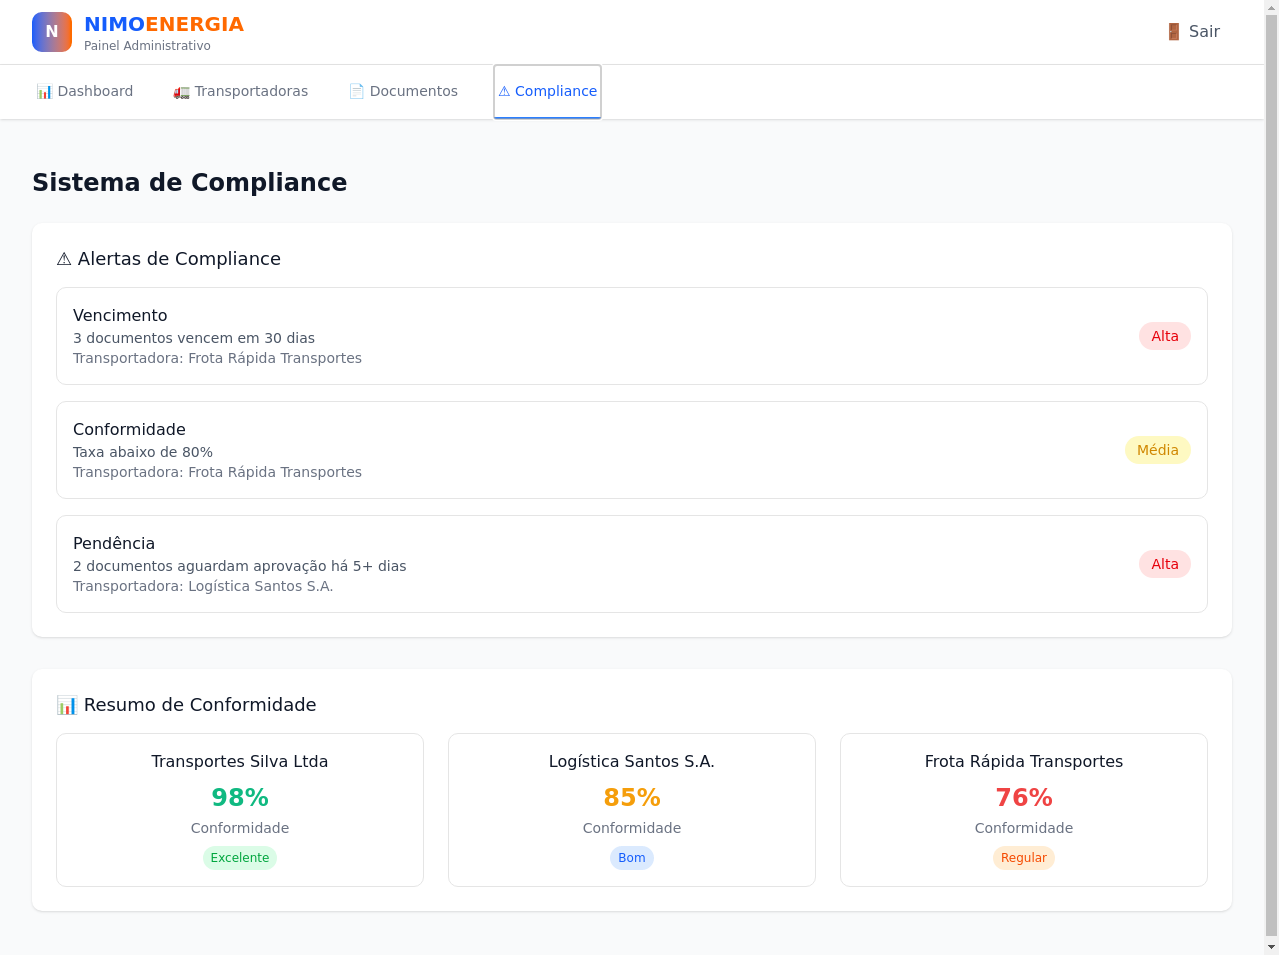 N
NIMOENERGIA
Painel Administrativo
🚪 Sair
📊 Dashboard
🚛 Transportadoras
📄 Documentos
⚠ Compliance
Sistema de Compliance
⚠ Alertas de Compliance
Vencimento
3 documentos vencem em 30 dias
Transportadora: Frota Rápida Transportes
Alta
Conformidade
Taxa abaixo de 80%
Transportadora: Frota Rápida Transportes
Média
Pendência
2 documentos aguardam aprovação há 5+ dias
Transportadora: Logística Santos S.A.
Alta
📊 Resumo de Conformidade
Transportes Silva Ltda
98%
Conformidade
Excelente
Logística Santos S.A.
85%
Conformidade
Bom
Frota Rápida Transportes
76%
Conformidade
Regular